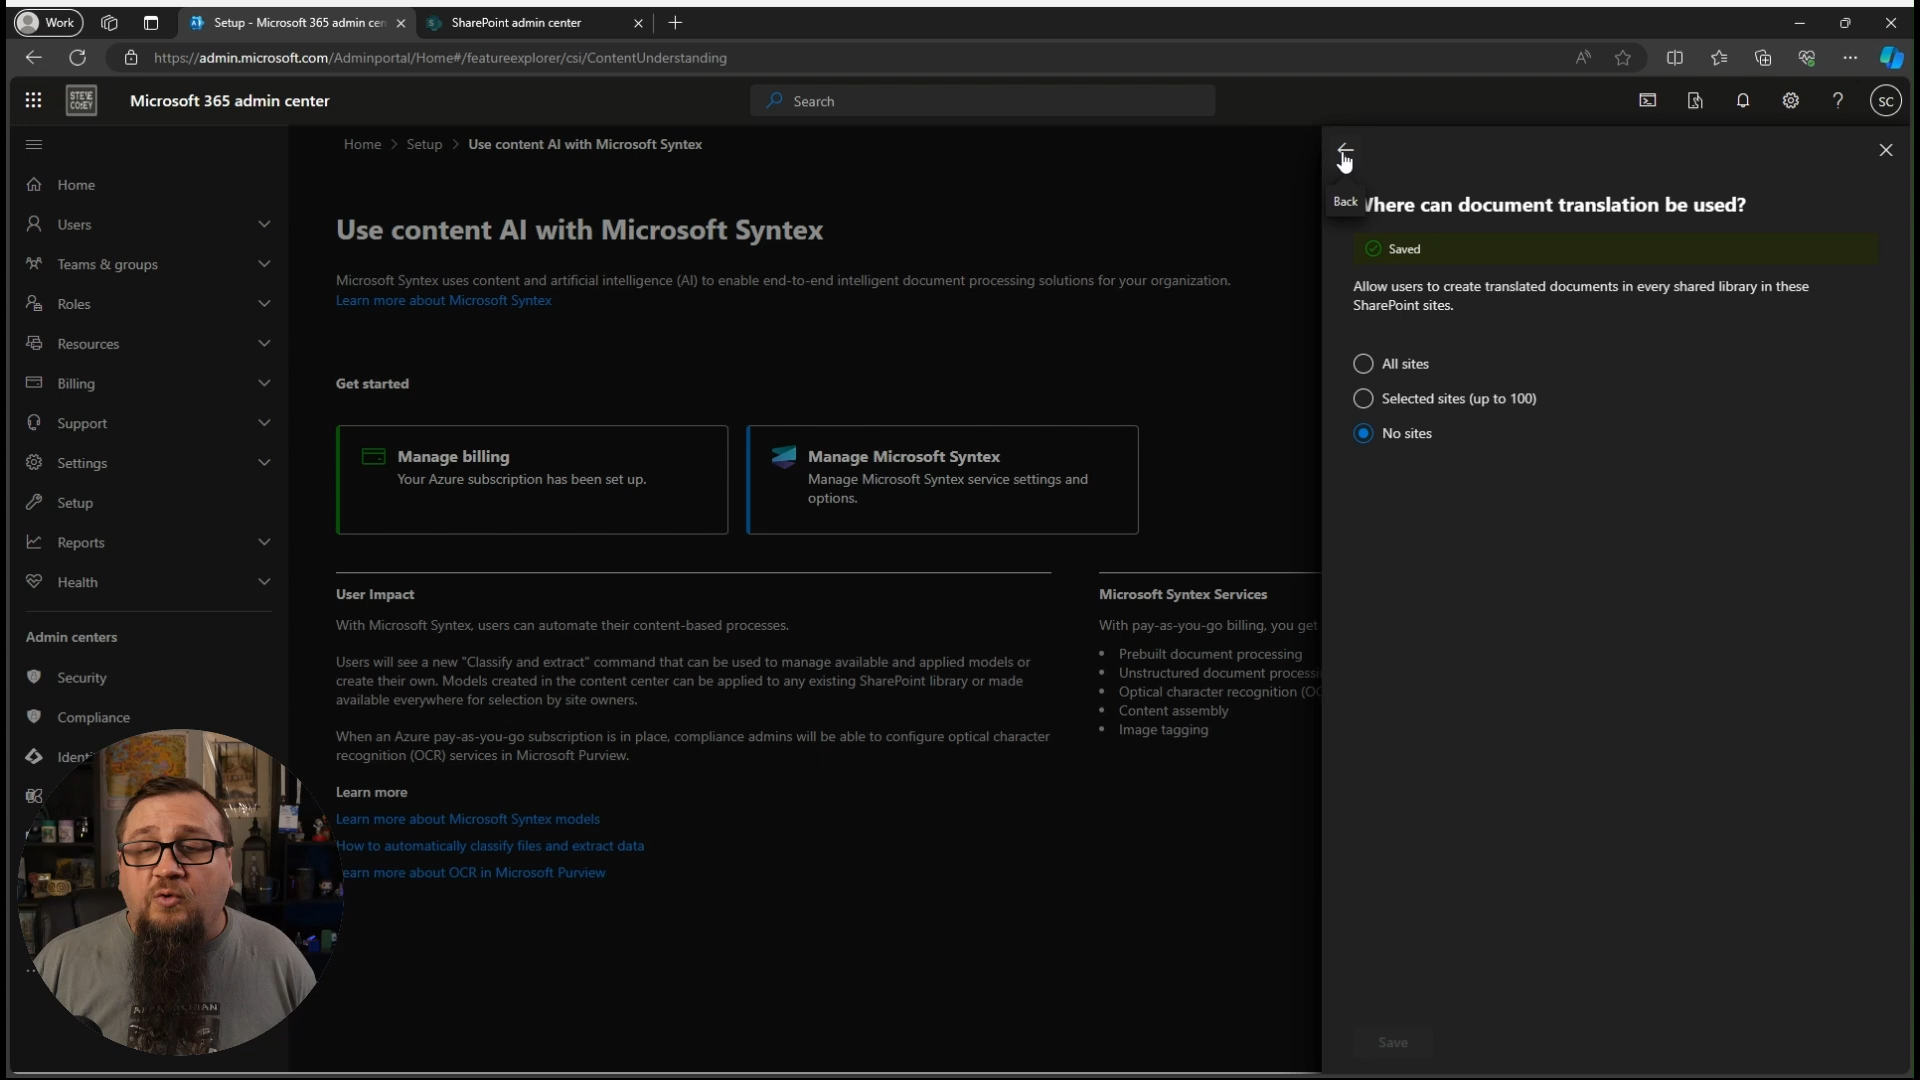 Work
Setup - Microsoft 365 admin cen
SharePoint admin center
https://admin.microsoft.com/Adminportal/Home#/featureexplorer/csi/ContentUnderstanding
STEVE
COREY
Microsoft 365 admin center
Search
SC
Home > Setup > Use content AI with Microsoft Syntex
Home
Users
Teams & groups
Roles
Resources
Billing
Support
Settings
Setup
Reports
Health
Admin centers
Security
Compliance
Identi
Use content AI with Microsoft Syntex
Microsoft Syntex uses content and artificial intelligence (AI) to enable end-to-end intelligent document processing solutions for your organization.
Learn more about Microsoft Syntex
Get started
Manage billing
Your Azure subscription has been set up.
Manage Microsoft Syntex
Manage Microsoft Syntex service settings and
options.
User Impact
With Microsoft Syntex, users can automate their content-based processes.
Users will see a new "Classify and extract" command that can be used to manage available and applied models or
create their own. Models created in the content center can be applied to any existing SharePoint library or made
available everywhere for selection by site owners.
When an Azure pay-as-you-go subscription is in place, compliance admins will be able to configure optical character
recognition (OCR) services in Microsoft Purview.
Learn more
Learn more about Microsoft Syntex models
How to automatically classify files and extract data
earn more about OCR in Microsoft Purview
Microsoft Syntex Services
With pay-as-you-go billing, you get
• Prebuilt document processing
• Unstructured document processi
• Optical character recognition (OC
• Content assembly
• Image tagging
Back
Where can document translation be used?
Saved
Allow users to create translated documents in every shared library in these
SharePoint sites.
All sites
Selected sites (up to 100)
No sites
Save